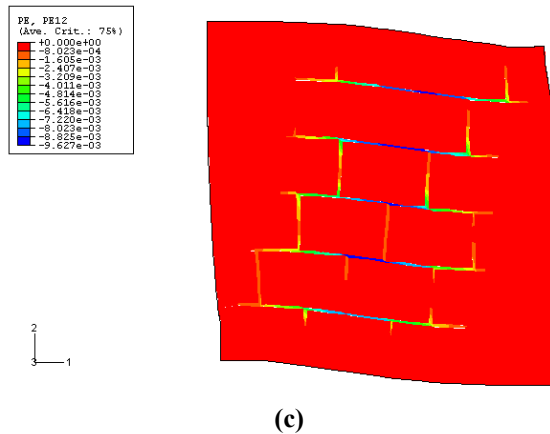 PE, PE12
(Ave. Crit.: 75%)
+0.000e+00
-8.023e-04
-1.605e-03
-2.407e-03
-3.209e-03
-4.011e-03
-4.814e-03
-5.616e-03
-6.418e-03
-7.220e-03
-8.023e-03
-8.825e-03
-9.627e-03
2
3 1
(c)